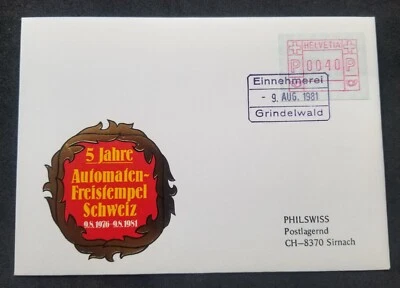 HELVETIA
P 0040 P
Einnehmerei
- 9. AUG. 1981
Grindelwald
5 Jahre
Automaten-
Freistempel
Schweiz
9.8.1976-9.8.1981
PHILSWISS
Postlagernd
CH-8370 Sirnach